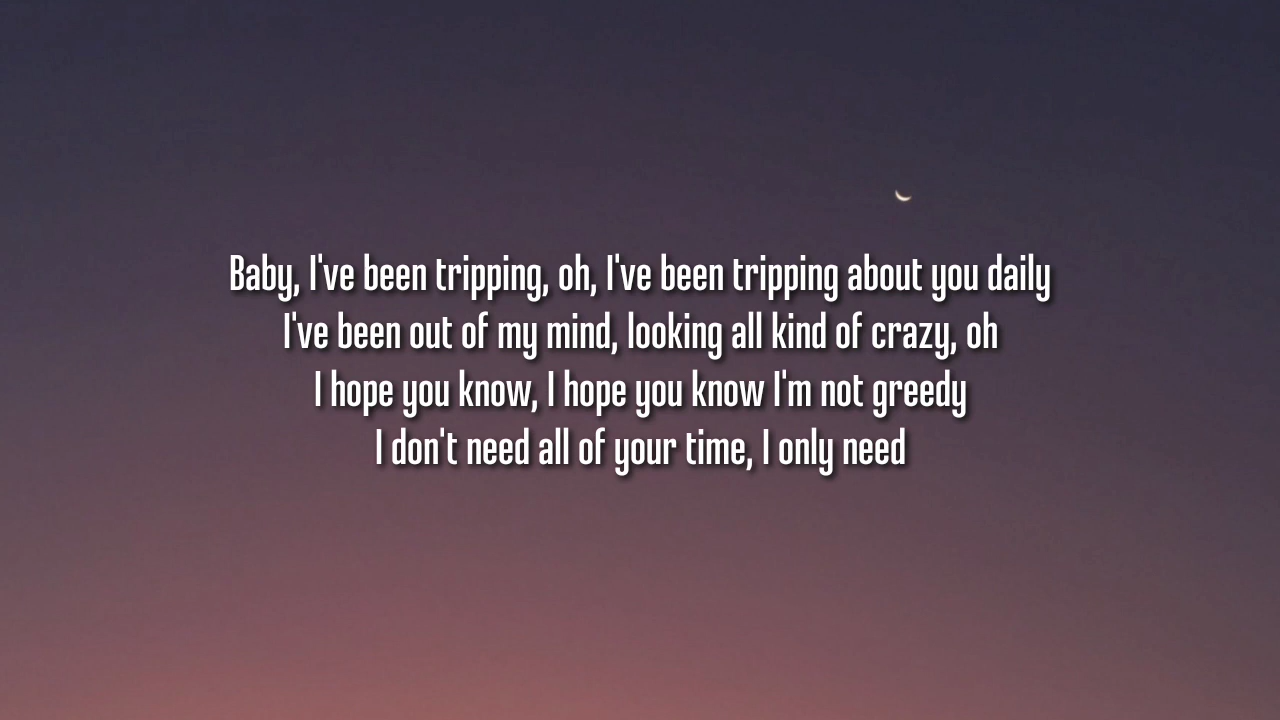 Baby, I've been tripping, oh, I've been tripping about you daily
I've been out of my mind, looking all kind of crazy, oh
I hope you know, I hope you know I'm not greedy
I don't need all of your time, I only need